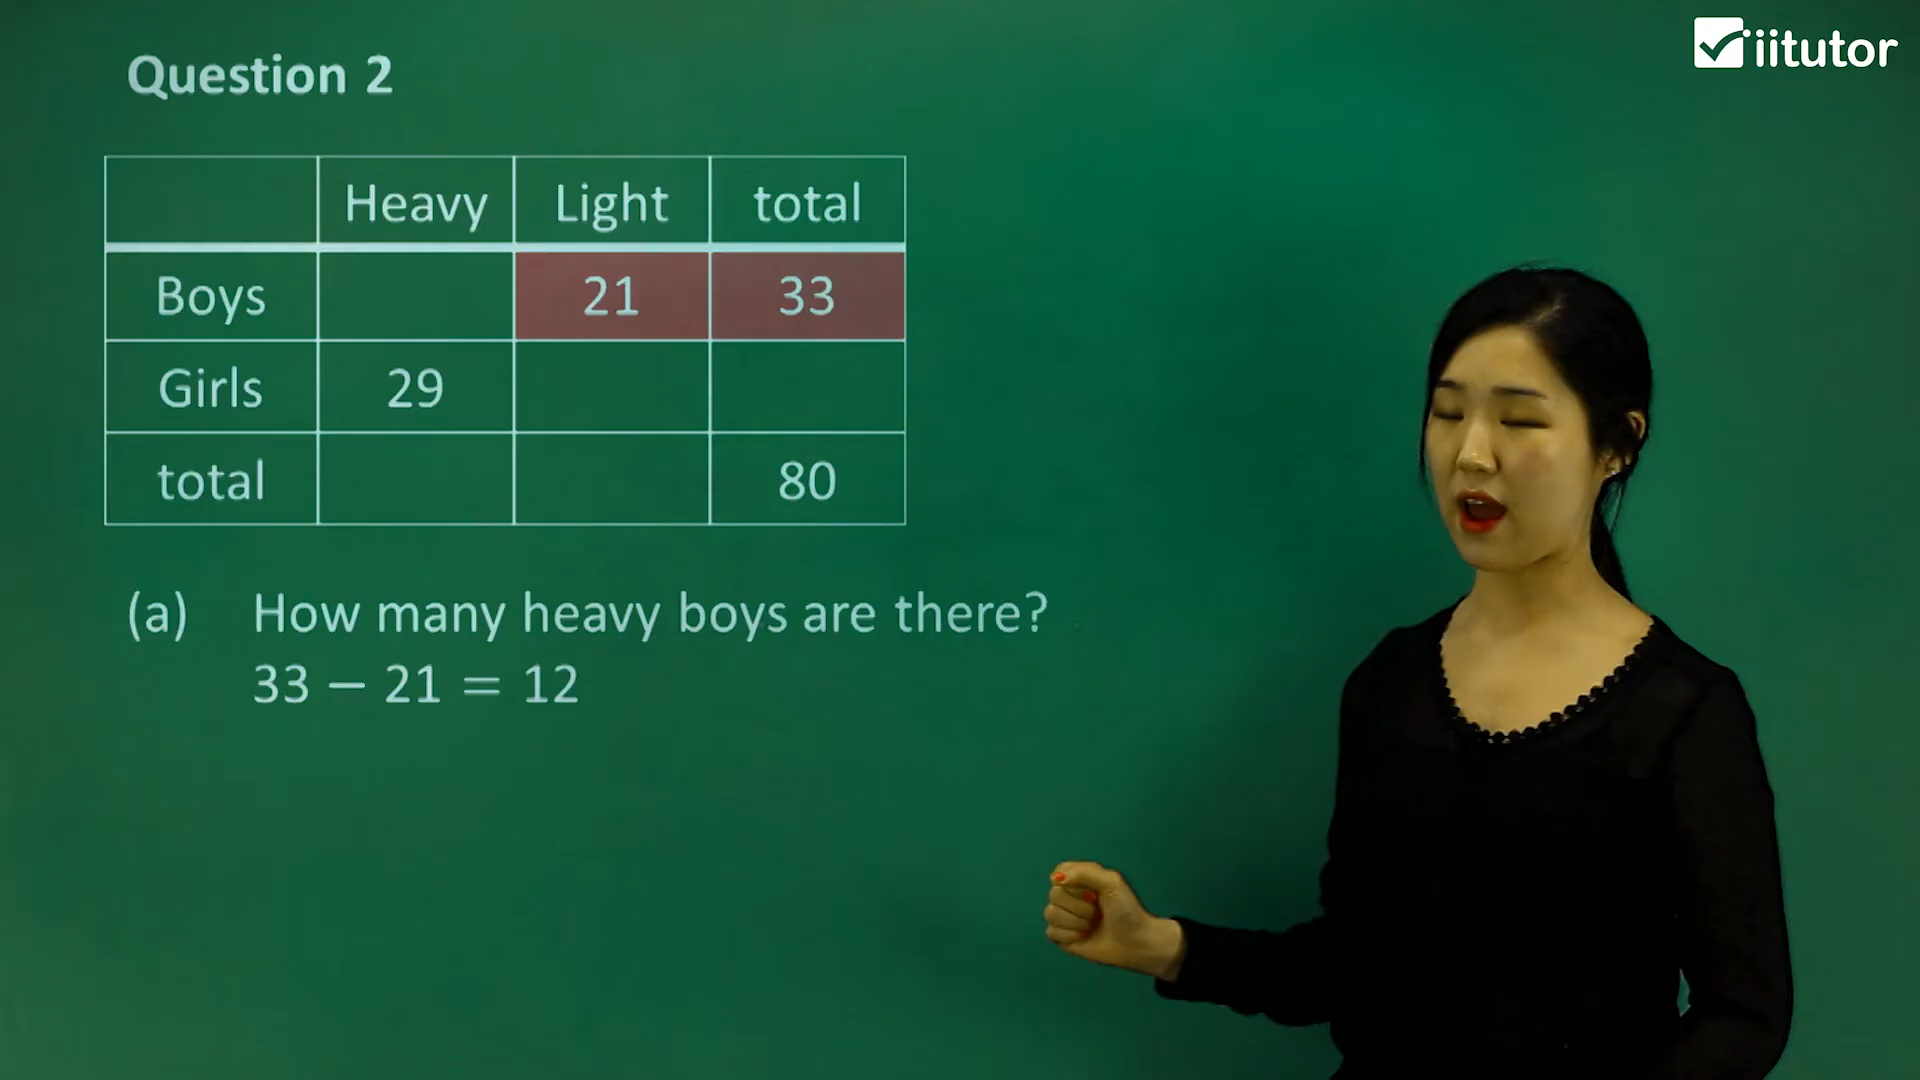 iitutor
Question 2
Heavy Light total
Boys 21 33
Girls 29
total 80
(a) How many heavy boys are there?
33 − 21 = 12